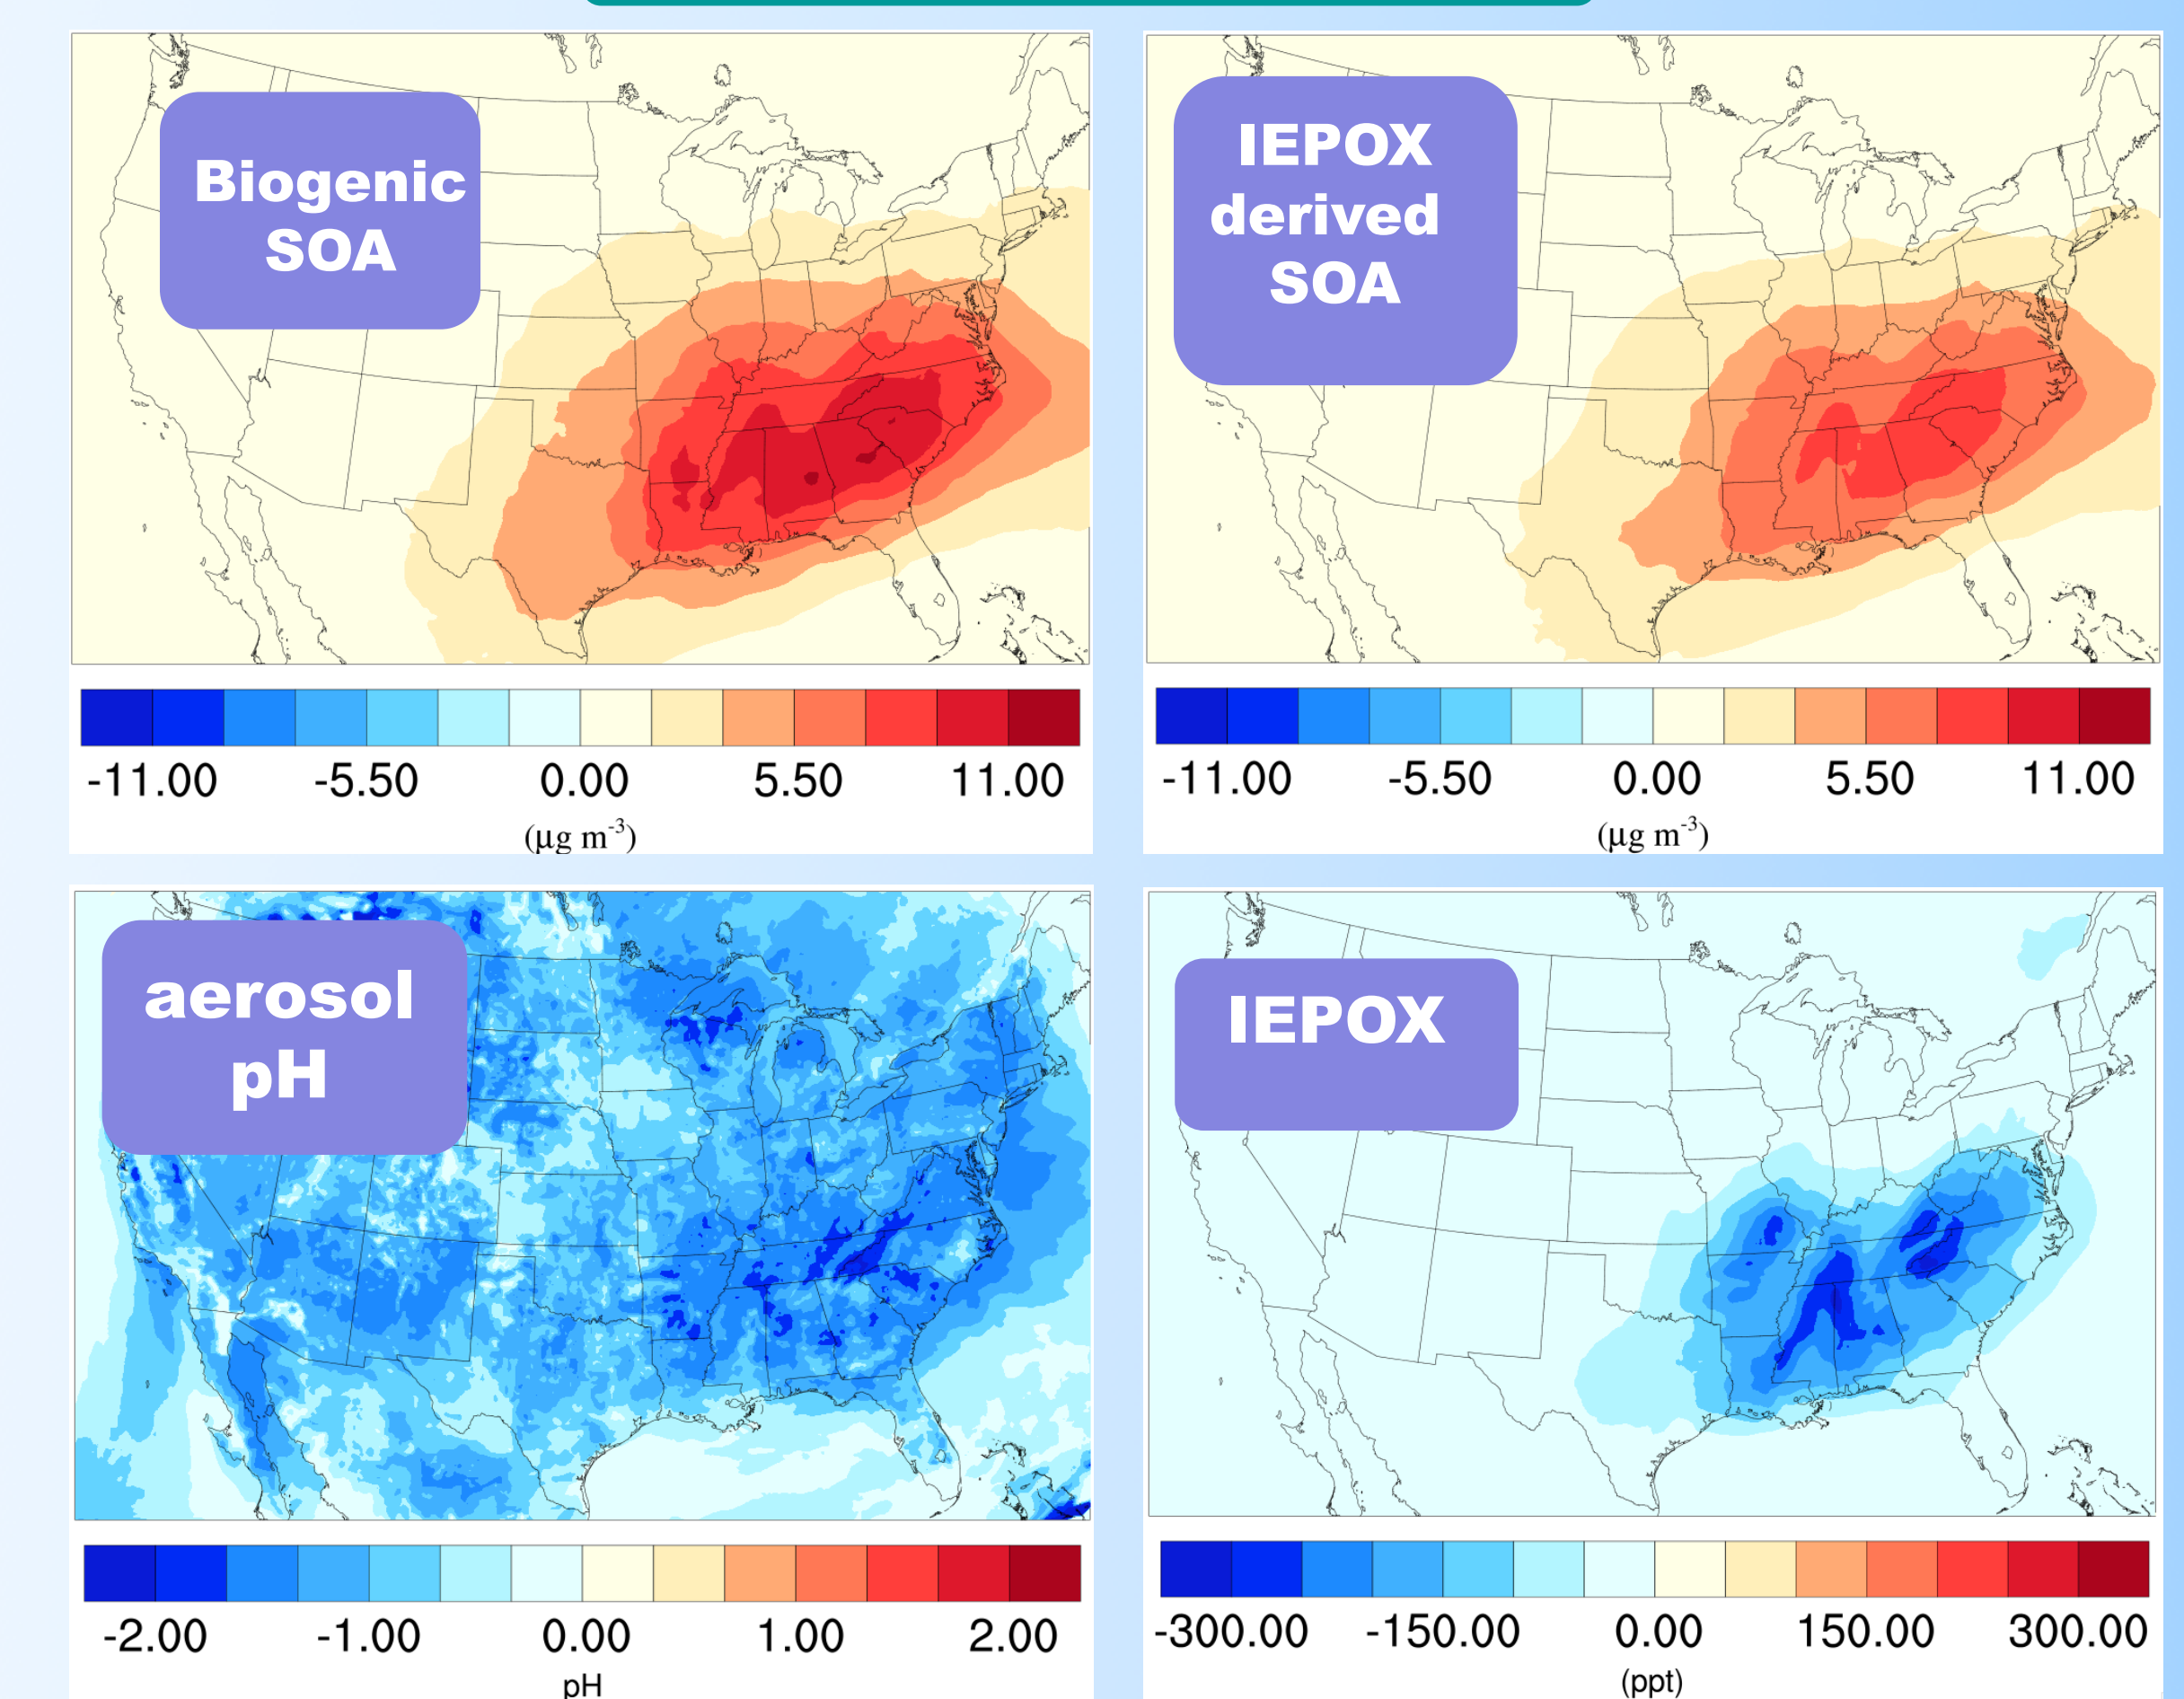 Biogenic
SOA
-11.00 -5.50 0.00 5.50 11.00
(μg m⁻³)
IEPOX
derived
SOA
-11.00 -5.50 0.00 5.50 11.00
(μg m⁻³)
aerosol
pH
-2.00 -1.00 0.00 1.00 2.00
pH
IEPOX
-300.00 -150.00 0.00 150.00 300.00
(ppt)